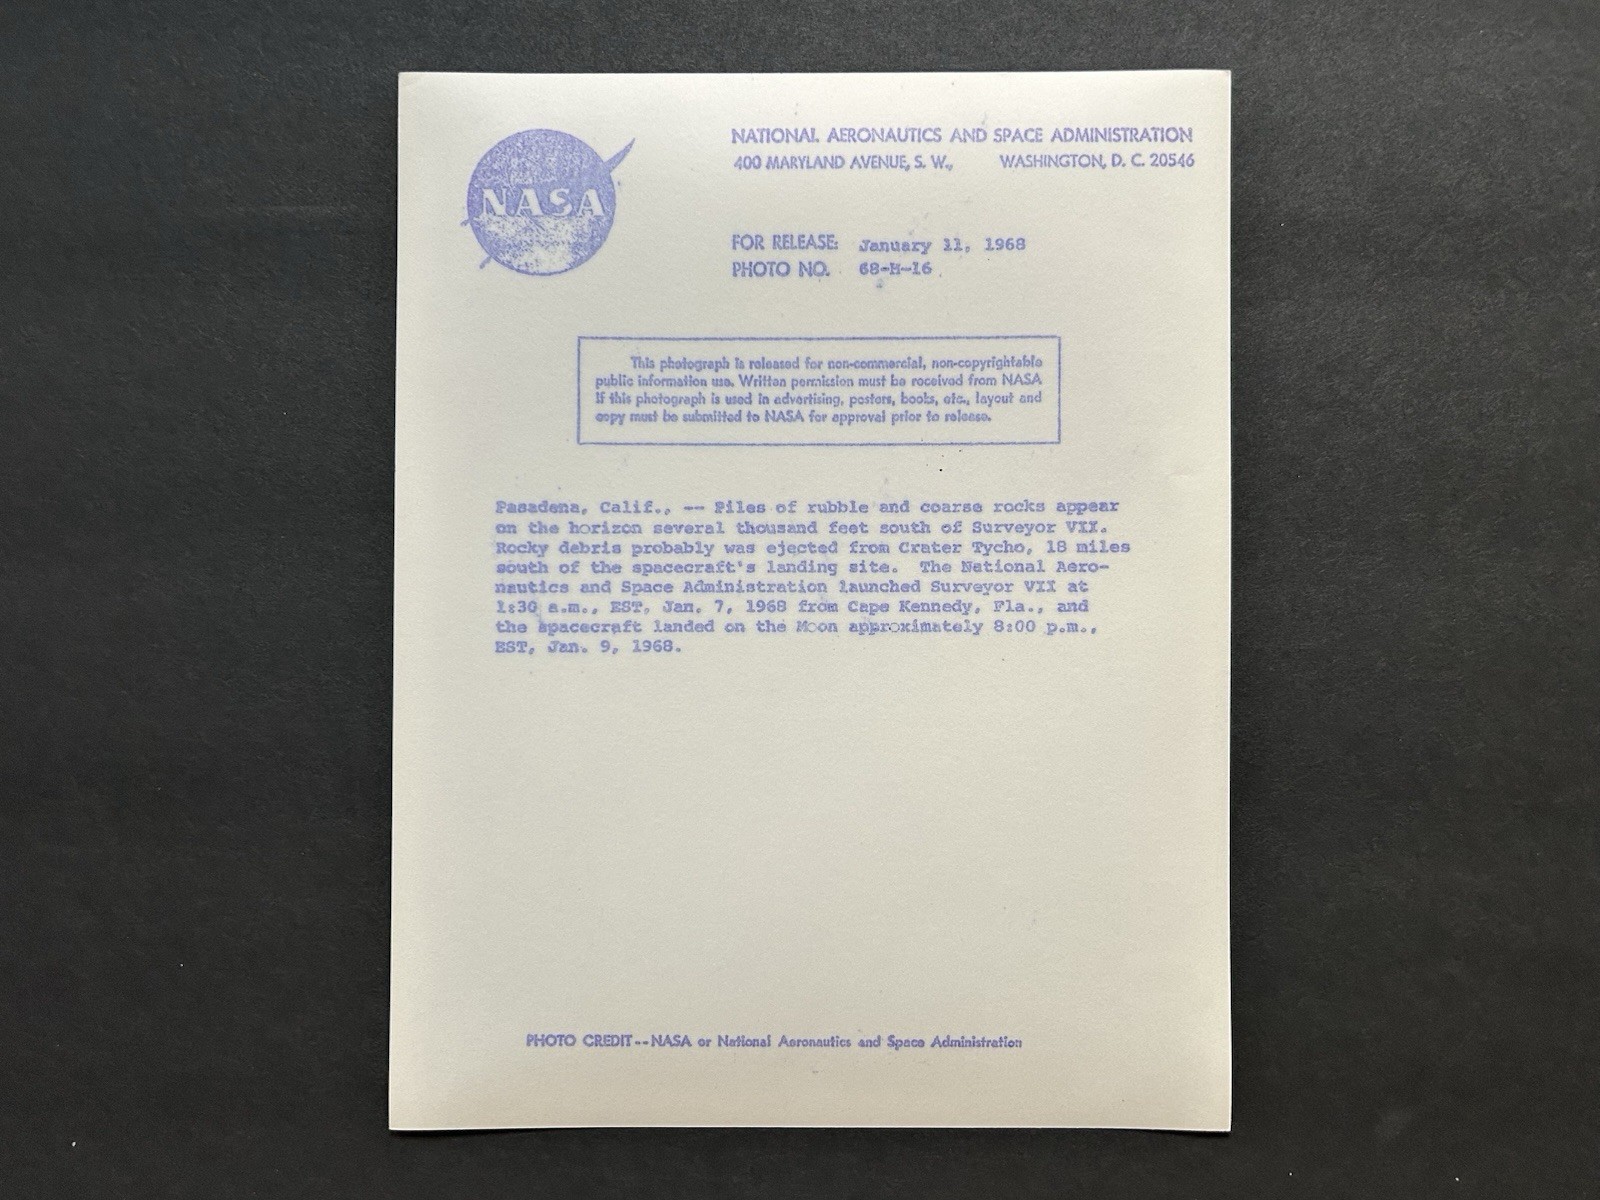 NASA
NATIONAL AERONAUTICS AND SPACE ADMINISTRATION
400 MARYLAND AVENUE, S. W., WASHINGTON, D. C. 20546
FOR RELEASE: January 11, 1968
PHOTO NO. 68-H-16
This photograph is released for non-commercial, non-copyrightable
public information use. Written permission must be received from NASA
if this photograph is used in advertising, posters, books, etc., layout and
copy must be submitted to NASA for approval prior to release.
Pasadena, Calif., -- Piles of rubble and coarse rocks appear
on the horizon several thousand feet south of Surveyor VII.
Rocky debris probably was ejected from Crater Tycho, 18 miles
south of the spacecraft's landing site. The National Aero-
nautics and Space Administration launched Surveyor VII at
1:30 a.m., EST, Jan. 7, 1968 from Cape Kennedy, Fla., and
the spacecraft landed on the Moon approximately 8:00 p.m.,
EST, Jan. 9, 1968.
PHOTO CREDIT--NASA or National Aeronautics and Space Administration